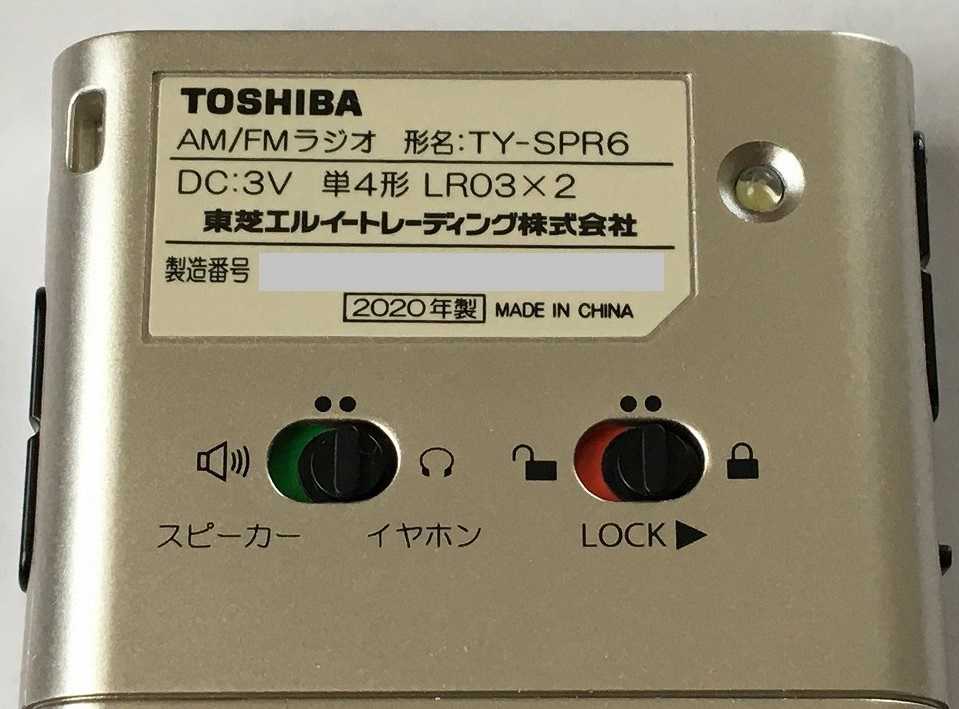 TOSHIBA
AM/FMラジオ 形名:TY-SPR6
DC:3V 単4形 LR03×2
東芝エルイートレーディング株式会社
製造番号
2020年製 MADE IN CHINA
スピーカー イヤホン LOCK▶